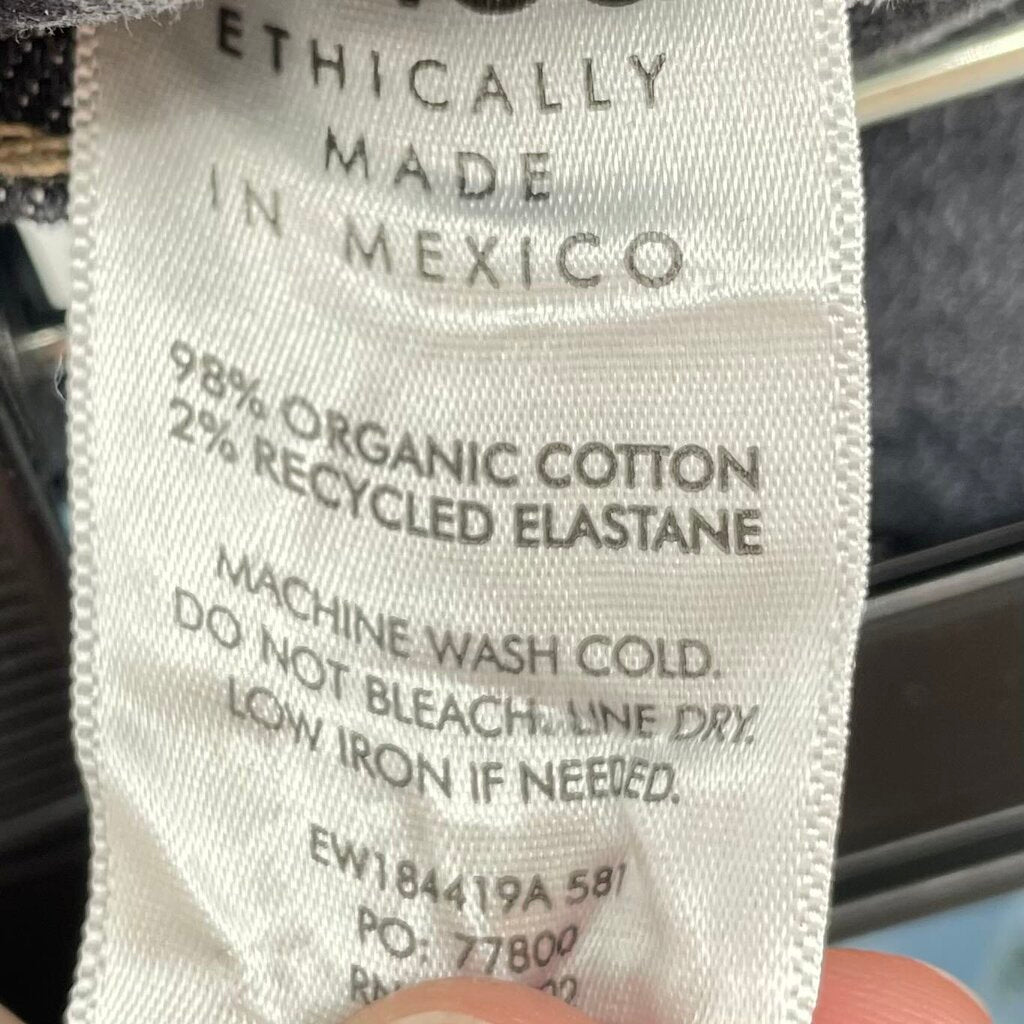 ETHICALLY
MADE
IN MEXICO
98% ORGANIC COTTON
2% RECYCLED ELASTANE
MACHINE WASH COLD.
DO NOT BLEACH. LINE DRY.
LOW IRON IF NEEDED.
EW184419A 581
PO: 77800